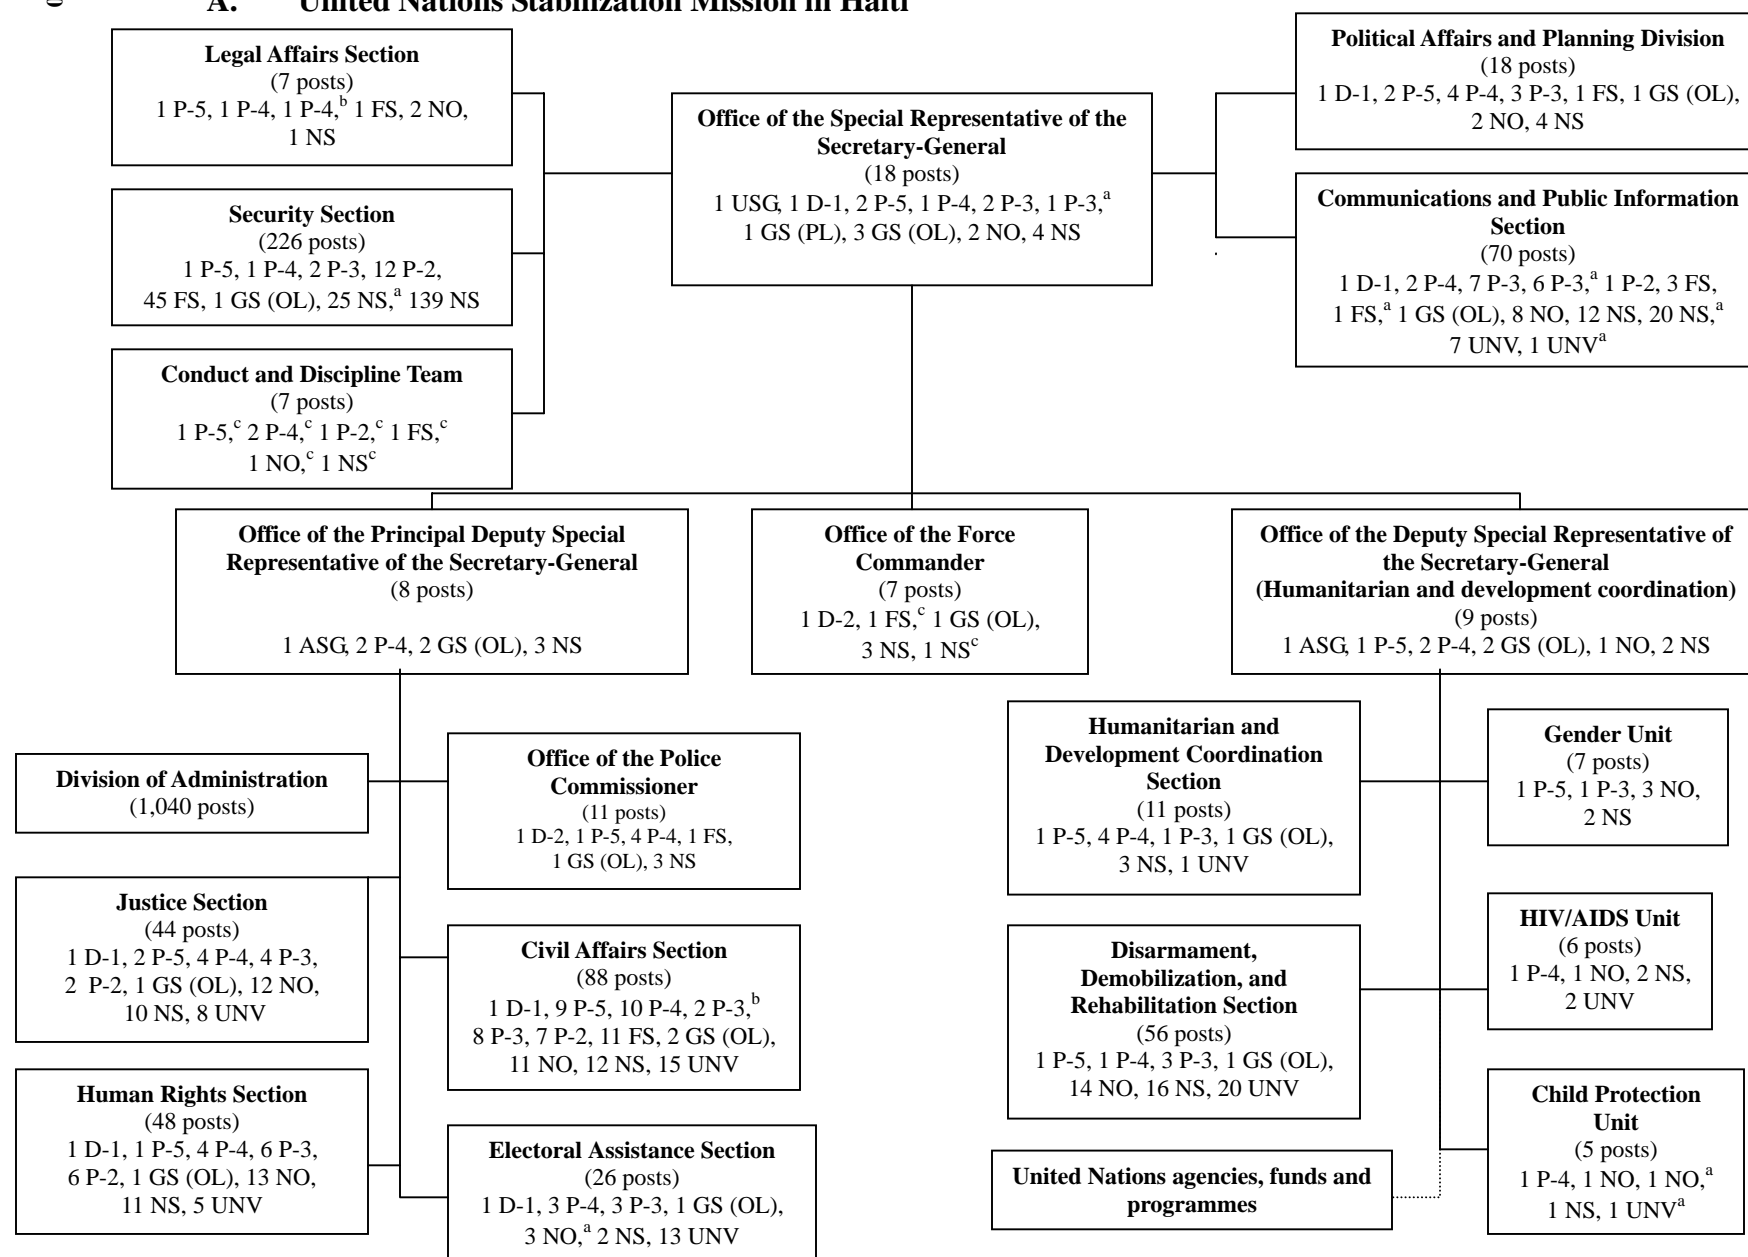 A. United Nations Stabilization Mission in Haiti
Legal Affairs Section
(7 posts)
1 P-5, 1 P-4, 1 P-4,b 1 FS, 2 NO,
1 NS
Security Section
(226 posts)
1 P-5, 1 P-4, 2 P-3, 12 P-2,
45 FS, 1 GS (OL), 25 NS,a 139 NS
Conduct and Discipline Team
(7 posts)
1 P-5,c 2 P-4,c 1 P-2,c 1 FS,c
1 NO,c 1 NSc
Office of the Special Representative of the
Secretary-General
(18 posts)
1 USG, 1 D-1, 2 P-5, 1 P-4, 2 P-3, 1 P-3,a
1 GS (PL), 3 GS (OL), 2 NO, 4 NS
Political Affairs and Planning Division
(18 posts)
1 D-1, 2 P-5, 4 P-4, 3 P-3, 1 FS, 1 GS (OL),
2 NO, 4 NS
Communications and Public Information
Section
(70 posts)
1 D-1, 2 P-4, 7 P-3, 6 P-3,a 1 P-2, 3 FS,
1 FS,a 1 GS (OL), 8 NO, 12 NS, 20 NS,a
7 UNV, 1 UNVa
Office of the Principal Deputy Special
Representative of the Secretary-General
(8 posts)
1 ASG, 2 P-4, 2 GS (OL), 3 NS
Office of the Force
Commander
(7 posts)
1 D-2, 1 FS,c 1 GS (OL),
3 NS, 1 NSc
Office of the Deputy Special Representative of
the Secretary-General
(Humanitarian and development coordination)
(9 posts)
1 ASG, 1 P-5, 2 P-4, 2 GS (OL), 1 NO, 2 NS
Division of Administration
(1,040 posts)
Office of the Police
Commissioner
(11 posts)
1 D-2, 1 P-5, 4 P-4, 1 FS,
1 GS (OL), 3 NS
Justice Section
(44 posts)
1 D-1, 2 P-5, 4 P-4, 4 P-3,
2 P-2, 1 GS (OL), 12 NO,
10 NS, 8 UNV
Civil Affairs Section
(88 posts)
1 D-1, 9 P-5, 10 P-4, 2 P-3,b
8 P-3, 7 P-2, 11 FS, 2 GS (OL),
11 NO, 12 NS, 15 UNV
Human Rights Section
(48 posts)
1 D-1, 1 P-5, 4 P-4, 6 P-3,
6 P-2, 1 GS (OL), 13 NO,
11 NS, 5 UNV
Electoral Assistance Section
(26 posts)
1 D-1, 3 P-4, 3 P-3, 1 GS (OL),
3 NO,a 2 NS, 13 UNV
Humanitarian and
Development Coordination
Section
(11 posts)
1 P-5, 4 P-4, 1 P-3, 1 GS (OL),
3 NS, 1 UNV
Gender Unit
(7 posts)
1 P-5, 1 P-3, 3 NO,
2 NS
Disarmament,
Demobilization, and
Rehabilitation Section
(56 posts)
1 P-5, 1 P-4, 3 P-3, 1 GS (OL),
14 NO, 16 NS, 20 UNV
HIV/AIDS Unit
(6 posts)
1 P-4, 1 NO, 2 NS,
2 UNV
United Nations agencies, funds and
programmes
Child Protection
Unit
(5 posts)
1 P-4, 1 NO, 1 NO,a
1 NS, 1 UNVa